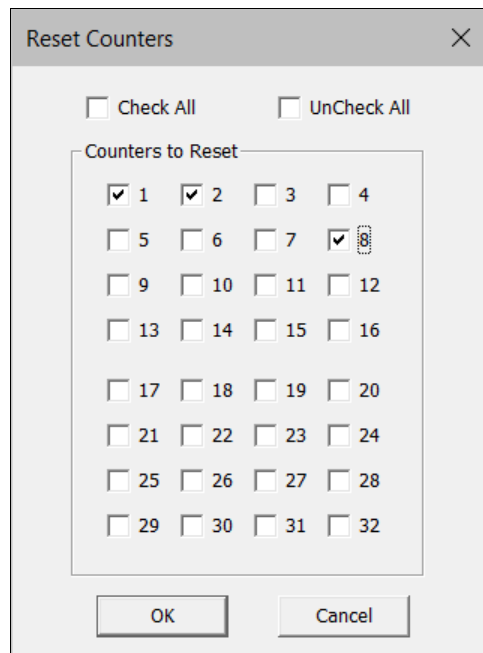 Reset Counters
Check All UnCheck All
Counters to Reset
1 2 3 4
5 6 7 8
9 10 11 12
13 14 15 16
17 18 19 20
21 22 23 24
25 26 27 28
29 30 31 32
OK Cancel